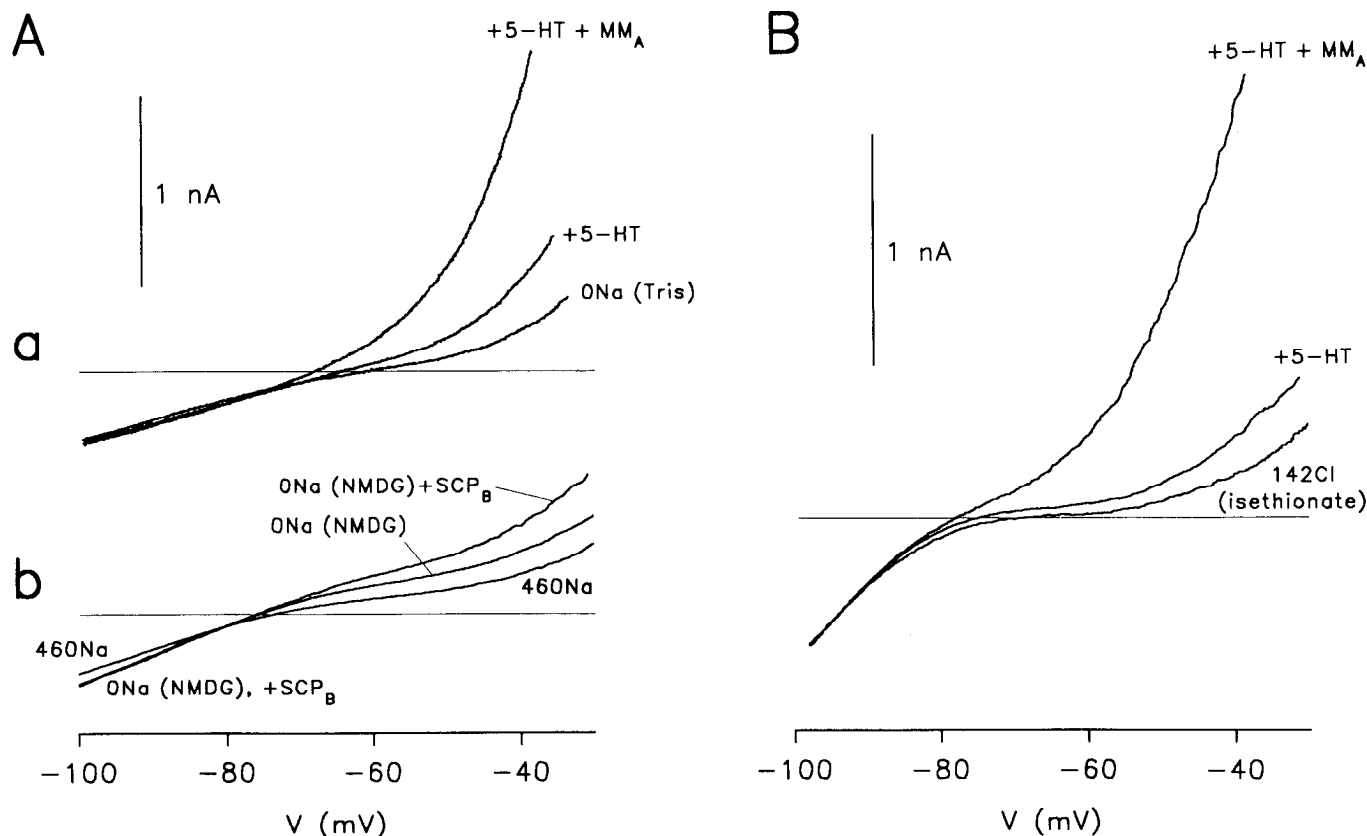 A
+5-HT + MMA
1 nA
+5-HT
0Na (Tris)
a
0Na (NMDG)+SCPB
0Na (NMDG)
b
460Na
460Na
0Na (NMDG), +SCPB
-100
-80
-60
-40
V (mV)
B
+5-HT + MMA
1 nA
+5-HT
142Cl
(isethionate)
-100
-80
-60
-40
V (mV)